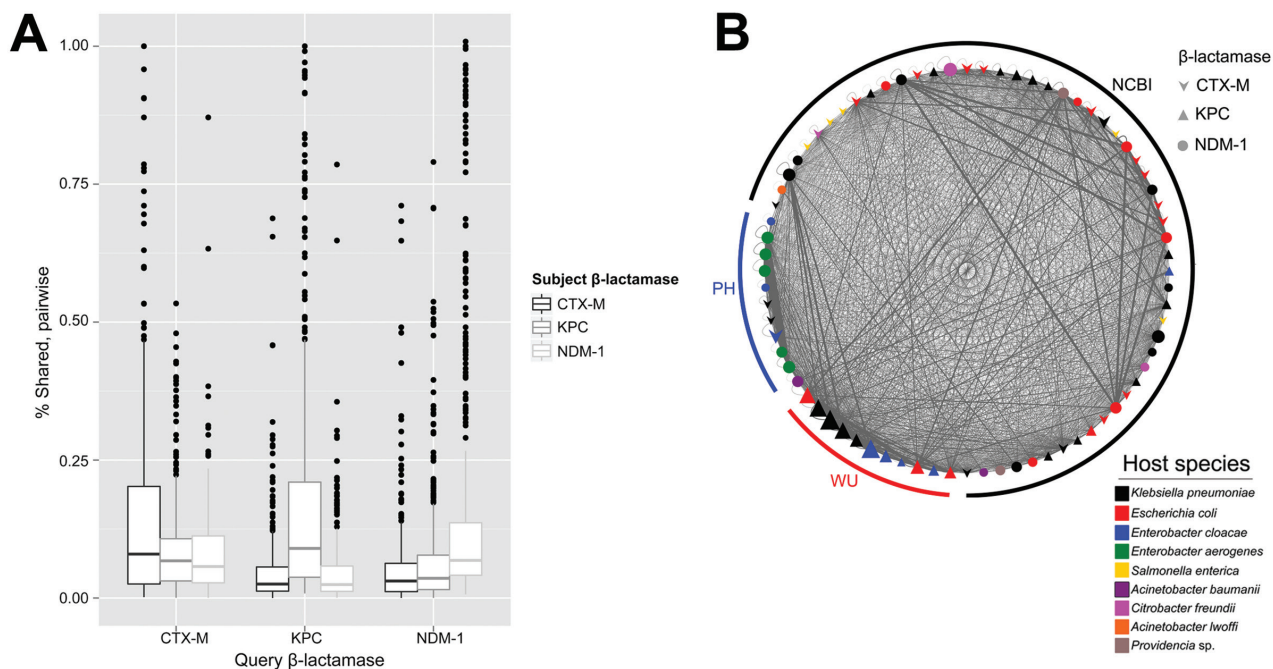 A
1.00
0.75
0.50
0.25
0.00
% Shared, pairwise
CTX-M
KPC
NDM-1
Query β-lactamase
Subject β-lactamase
CTX-M
KPC
NDM-1
B
NCBI
PH
WU
β-lactamase
CTX-M
KPC
NDM-1
Host species
Klebsiella pneumoniae
Escherichia coli
Enterobacter cloacae
Enterobacter aerogenes
Salmonella enterica
Acinetobacter baumanii
Citrobacter freundii
Acinetobacter lwoffi
Providencia sp.